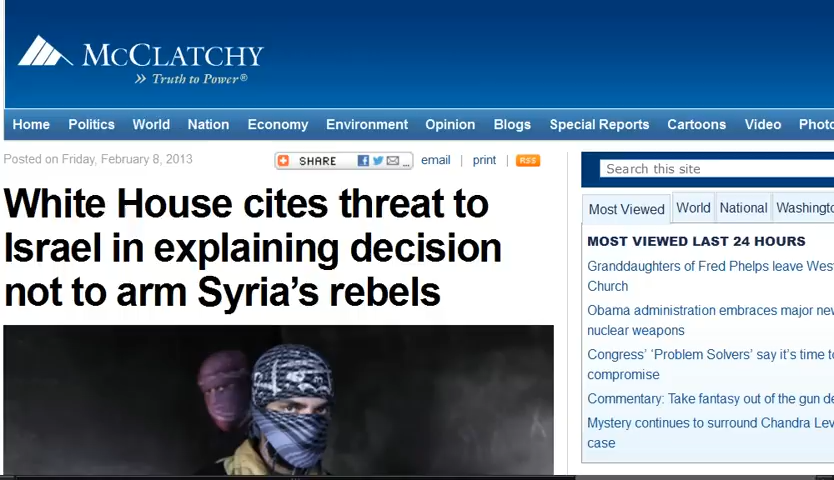 McClatchy
» Truth to Power®
Home Politics World Nation Economy Environment Opinion Blogs Special Reports Cartoons Video
Posted on Friday, February 8, 2013
SHARE ... email | print | RSS
White House cites threat to
Israel in explaining decision
not to arm Syria's rebels
Search this site
Most Viewed World National
MOST VIEWED LAST 24 HOURS
Granddaughters of Fred Phelps leave
Church
Obama administration embraces major
nuclear weapons
Congress' 'Problem Solvers' say it's time
compromise
Commentary: Take fantasy out of the gun
Mystery continues to surround Chandra
case